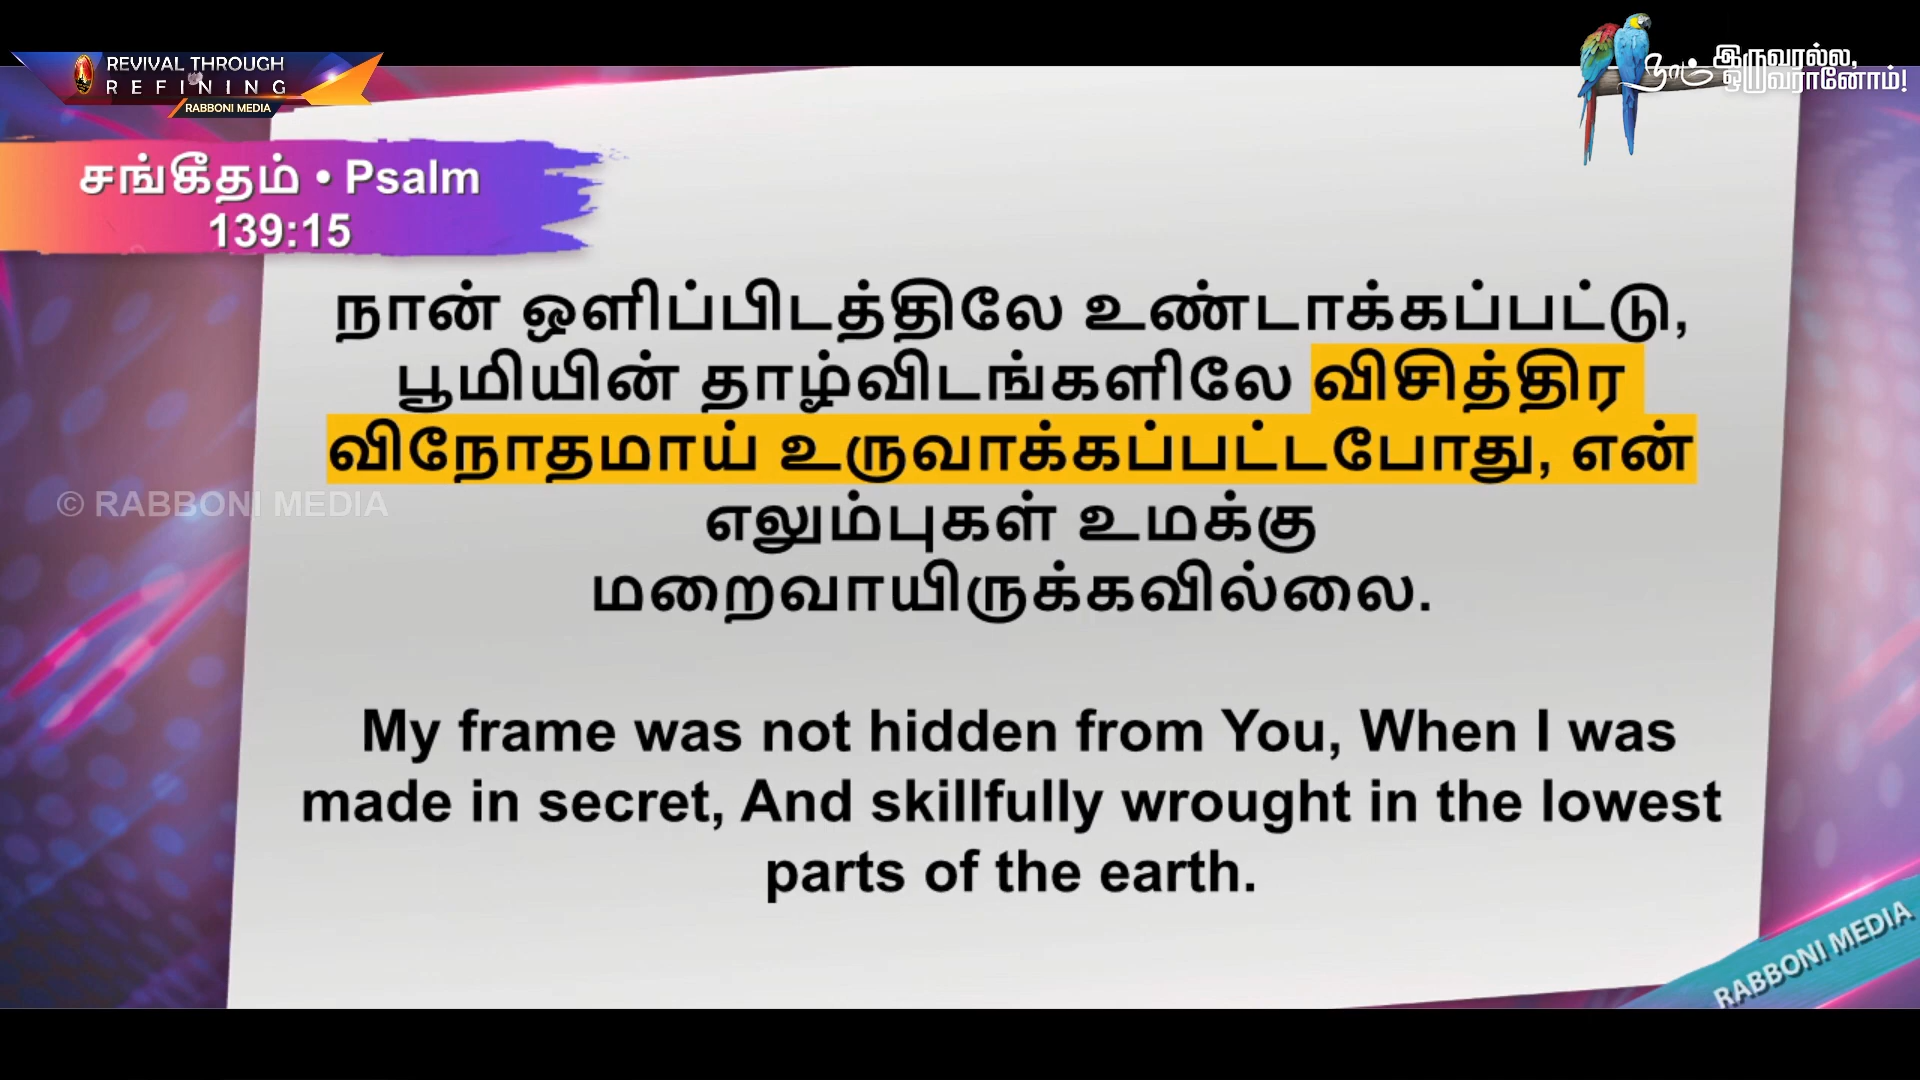 REVIVAL THROUGH
REFINING
RABBONI MEDIA
நாம் இருவரல்ல,
ஒருவரானோம்!
சங்கீதம் • Psalm
139:15
நான் ஒளிப்பிடத்திலே உண்டாக்கப்பட்டு,
பூமியின் தாழ்விடங்களிலே விசித்திர
விநோதமாய் உருவாக்கப்பட்டபோது, என்
எலும்புகள் உமக்கு
மறைவாயிருக்கவில்லை.
© RABBONI MEDIA
My frame was not hidden from You, When I was
made in secret, And skillfully wrought in the lowest
parts of the earth.
RABBONI MEDIA